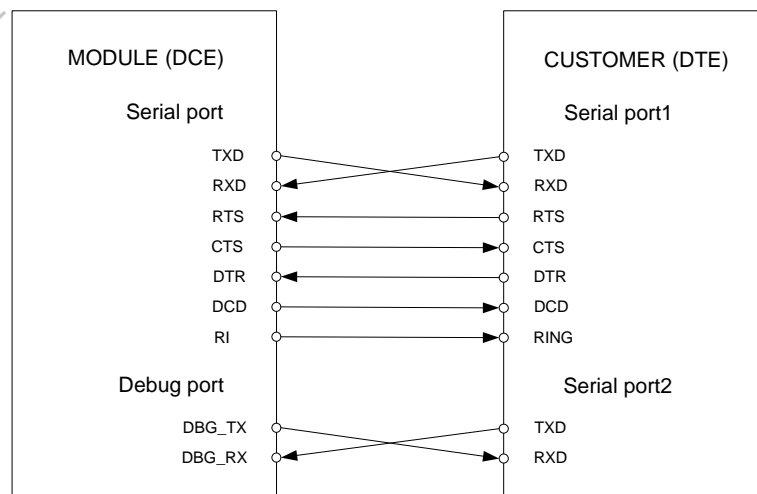 MODULE (DCE) CUSTOMER (DTE)
Serial port Serial port1
TXD TXD
RXD RXD
RTS RTS
CTS CTS
DTR DTR
DCD DCD
RI RING
Debug port Serial port2
DBG_TX TXD
DBG_RX RXD